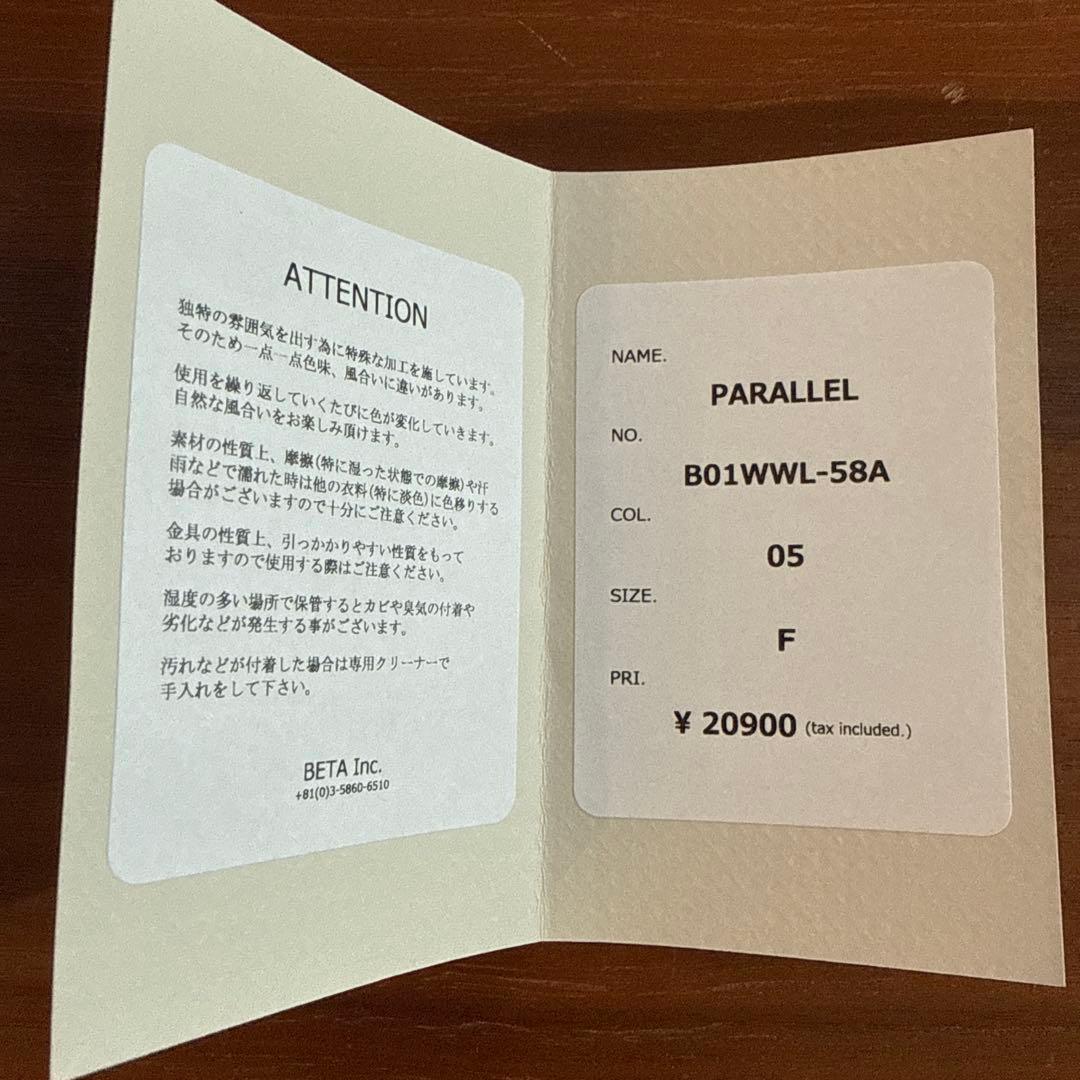 ATTENTION
独特の雰囲気を出す為に特殊な加工を施しています。
そのため一点一点色味、風合いに違いがあります。
使用を繰り返していくたびに色が変化していきます。
自然な風合いをお楽しみ頂けます。
素材の性質上、摩擦(特に湿った状態での摩擦)や汗
雨などで濡れた時は他の衣料(特に淡色)に色移りする
場合がございますので十分にご注意ください。
金具の性質上、引っかかりやすい性質をもって
おりますので使用する際はご注意ください。
湿度の多い場所で保管するとカビや臭気の付着や
劣化などが発生する事がございます。
汚れなどが付着した場合は専用クリーナーで
手入れをして下さい。
BETA Inc.
+81(0)3-5860-6510
NAME.
PARALLEL
NO.
B01WWL-58A
COL.
05
SIZE.
F
PRI.
¥ 20900 (tax included.)